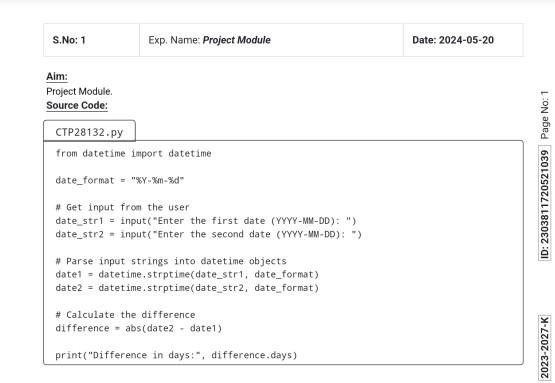 S.No: 1
Exp. Name: Project Module
Date: 2024-05-20
Aim:
Project Module.
Source Code:
CTP28132.py
from datetime import datetime
date_format = "%Y-%m-%d"
# Get input from the user
date_str1 = input("Enter the first date (YYYY-MM-DD): ")
date_str2 = input("Enter the second date (YYYY-MM-DD): ")
# Parse input strings into datetime objects
date1 = datetime.strptime(date_str1, date_format)
date2 = datetime.strptime(date_str2, date_format)
# Calculate the difference
difference = abs(date2 - date1)
print("Difference in days:", difference.days)
Page No: 1
ID: 2303811720521039
2023-2027-K